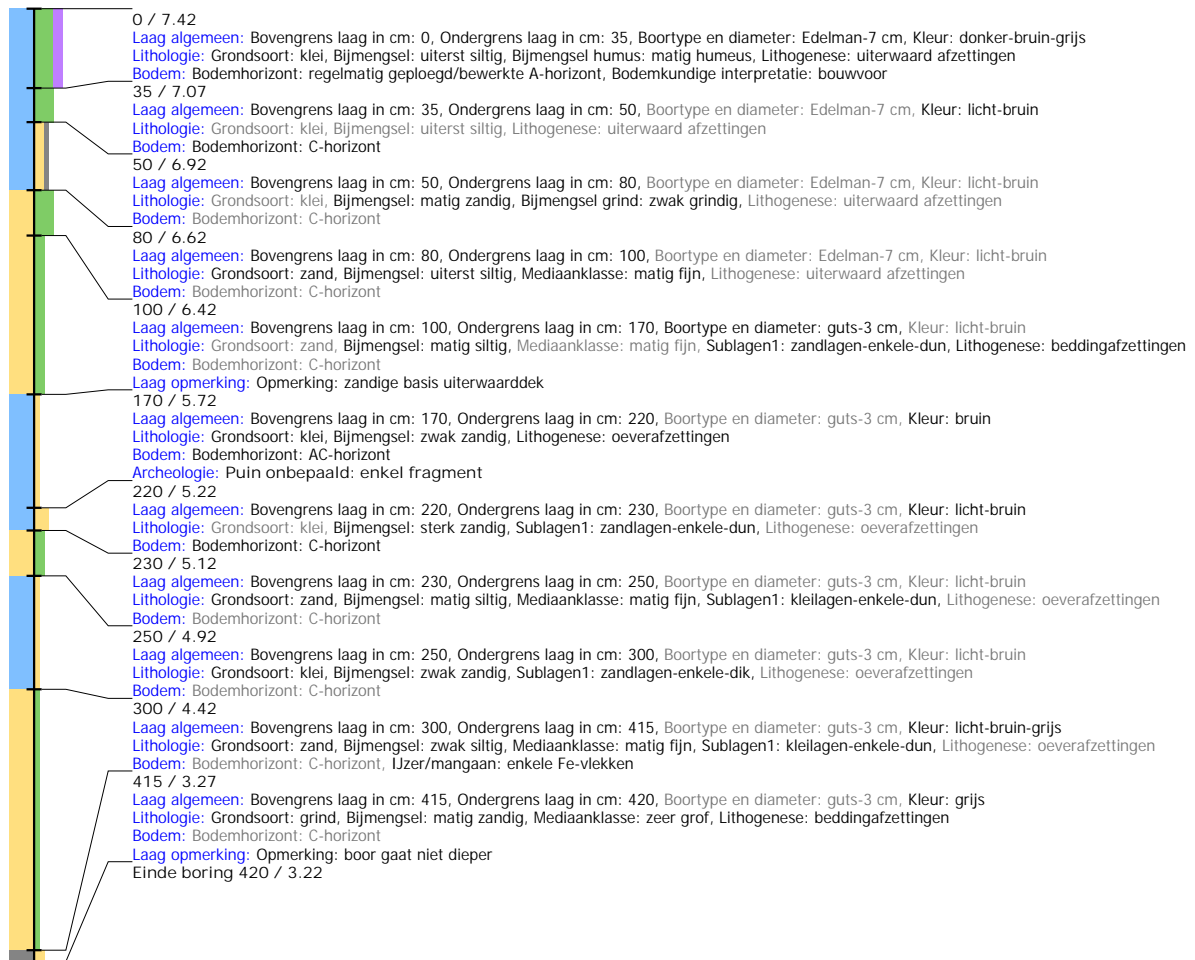 0 / 7.42
Laag algemeen: Bovengrens laag in cm: 0, Ondergrens laag in cm: 35, Boortype en diameter: Edelman-7 cm, Kleur: donker-bruin-grijs
Lithologie: Grondsoort: klei, Bijmengsel: uiterst siltig, Bijmengsel humus: matig humeus, Lithogenese: uiterwaard afzettingen
Bodem: Bodemhorizont: regelmatig geploegd/bewerkte A-horizont, Bodemkundige interpretatie: bouwvoor
35 / 7.07
Laag algemeen: Bovengrens laag in cm: 35, Ondergrens laag in cm: 50, Boortype en diameter: Edelman-7 cm, Kleur: licht-bruin
Lithologie: Grondsoort: klei, Bijmengsel: uiterst siltig, Lithogenese: uiterwaard afzettingen
Bodem: Bodemhorizont: C-horizont
50 / 6.92
Laag algemeen: Bovengrens laag in cm: 50, Ondergrens laag in cm: 80, Boortype en diameter: Edelman-7 cm, Kleur: licht-bruin
Lithologie: Grondsoort: klei, Bijmengsel: matig zandig, Bijmengsel grind: zwak grindig, Lithogenese: uiterwaard afzettingen
Bodem: Bodemhorizont: C-horizont
80 / 6.62
Laag algemeen: Bovengrens laag in cm: 80, Ondergrens laag in cm: 100, Boortype en diameter: Edelman-7 cm, Kleur: licht-bruin
Lithologie: Grondsoort: zand, Bijmengsel: uiterst siltig, Mediaanklasse: matig fijn, Lithogenese: uiterwaard afzettingen
Bodem: Bodemhorizont: C-horizont
100 / 6.42
Laag algemeen: Bovengrens laag in cm: 100, Ondergrens laag in cm: 170, Boortype en diameter: guts-3 cm, Kleur: licht-bruin
Lithologie: Grondsoort: zand, Bijmengsel: matig siltig, Mediaanklasse: matig fijn, Sublagen1: zandlagen-enkele-dun, Lithogenese: beddingafzettingen
Bodem: Bodemhorizont: C-horizont
Laag opmerking: Opmerking: zandige basis uiterwaarddek
170 / 5.72
Laag algemeen: Bovengrens laag in cm: 170, Ondergrens laag in cm: 220, Boortype en diameter: guts-3 cm, Kleur: bruin
Lithologie: Grondsoort: klei, Bijmengsel: zwak zandig, Lithogenese: oeverafzettingen
Bodem: Bodemhorizont: AC-horizont
Archeologie: Puin onbepaald: enkel fragment
220 / 5.22
Laag algemeen: Bovengrens laag in cm: 220, Ondergrens laag in cm: 230, Boortype en diameter: guts-3 cm, Kleur: licht-bruin
Lithologie: Grondsoort: klei, Bijmengsel: sterk zandig, Sublagen1: zandlagen-enkele-dun, Lithogenese: oeverafzettingen
Bodem: Bodemhorizont: C-horizont
230 / 5.12
Laag algemeen: Bovengrens laag in cm: 230, Ondergrens laag in cm: 250, Boortype en diameter: guts-3 cm, Kleur: licht-bruin
Lithologie: Grondsoort: zand, Bijmengsel: matig siltig, Mediaanklasse: matig fijn, Sublagen1: kleilagen-enkele-dun, Lithogenese: oeverafzettingen
Bodem: Bodemhorizont: C-horizont
250 / 4.92
Laag algemeen: Bovengrens laag in cm: 250, Ondergrens laag in cm: 300, Boortype en diameter: guts-3 cm, Kleur: licht-bruin
Lithologie: Grondsoort: klei, Bijmengsel: zwak zandig, Sublagen1: zandlagen-enkele-dik, Lithogenese: oeverafzettingen
Bodem: Bodemhorizont: C-horizont
300 / 4.42
Laag algemeen: Bovengrens laag in cm: 300, Ondergrens laag in cm: 415, Boortype en diameter: guts-3 cm, Kleur: licht-bruin-grijs
Lithologie: Grondsoort: zand, Bijmengsel: zwak siltig, Mediaanklasse: matig fijn, Sublagen1: kleilagen-enkele-dun, Lithogenese: oeverafzettingen
Bodem: Bodemhorizont: C-horizont, IJzer/mangaan: enkele Fe-vlekken
415 / 3.27
Laag algemeen: Bovengrens laag in cm: 415, Ondergrens laag in cm: 420, Boortype en diameter: guts-3 cm, Kleur: grijs
Lithologie: Grondsoort: grind, Bijmengsel: matig zandig, Mediaanklasse: zeer grof, Lithogenese: beddingafzettingen
Bodem: Bodemhorizont: C-horizont
Laag opmerking: Opmerking: boor gaat niet dieper
Einde boring 420 / 3.22